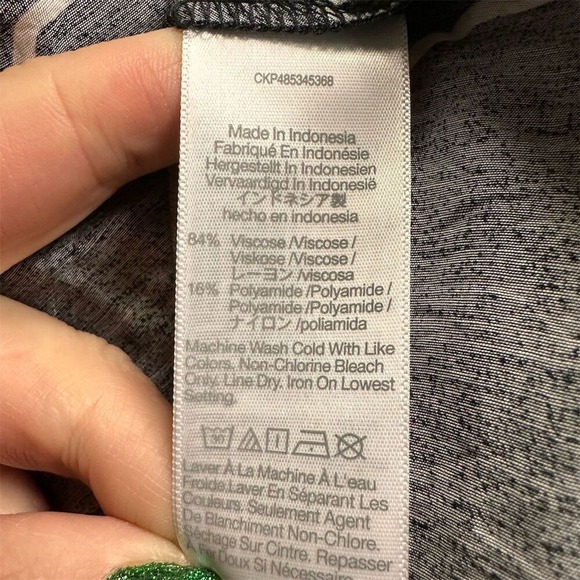 CKP485345368
Made In Indonesia
Fabriqué En Indonésie
Hergestellt In Indonesien
Vervaardigd In Indonesië
インドネシア製
hecho en indonesia
84% Viscose /Viscose /
Viskose /Viscose /
レーヨン /viscosa
16% Polyamide /Polyamide /
Polyamide /Polyamide /
ナイロン /poliamida
Machine Wash Cold With Like
Colors. Non-Chlorine Bleach
Only. Line Dry. Iron On Lowest
Setting.
30
Laver À La Machine À L'eau
Froide.Laver En Séparant Les
Couleurs. Seulement Agent
De Blanchiment Non-Chlore.
Séchage Sur Cintre. Repasser
Doux Si Nécessaire